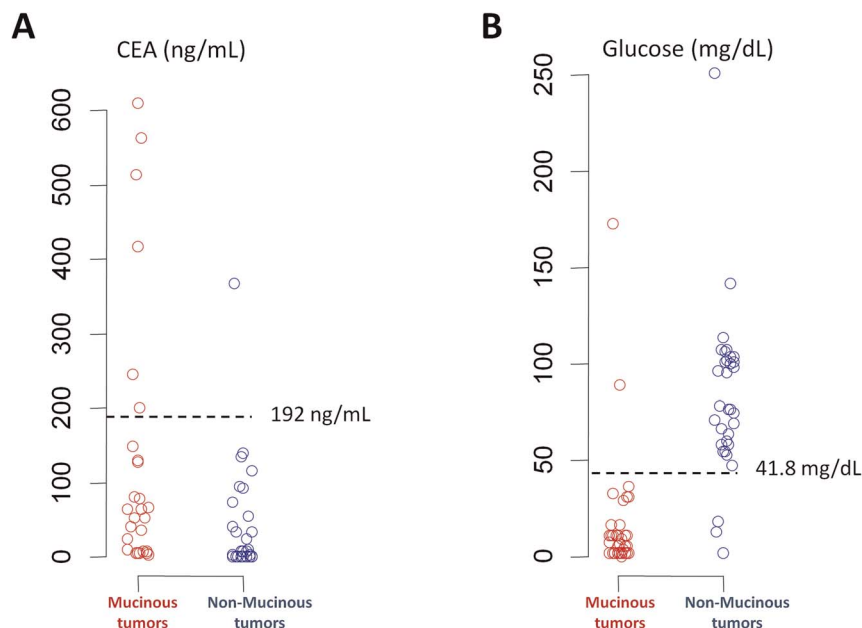 A
CEA (ng/mL)
600
500
400
300
200
100
0
192 ng/mL
Mucinous
tumors
Non-Mucinous
tumors
B
Glucose (mg/dL)
250
200
150
100
50
0
41.8 mg/dL
Mucinous
tumors
Non-Mucinous
tumors